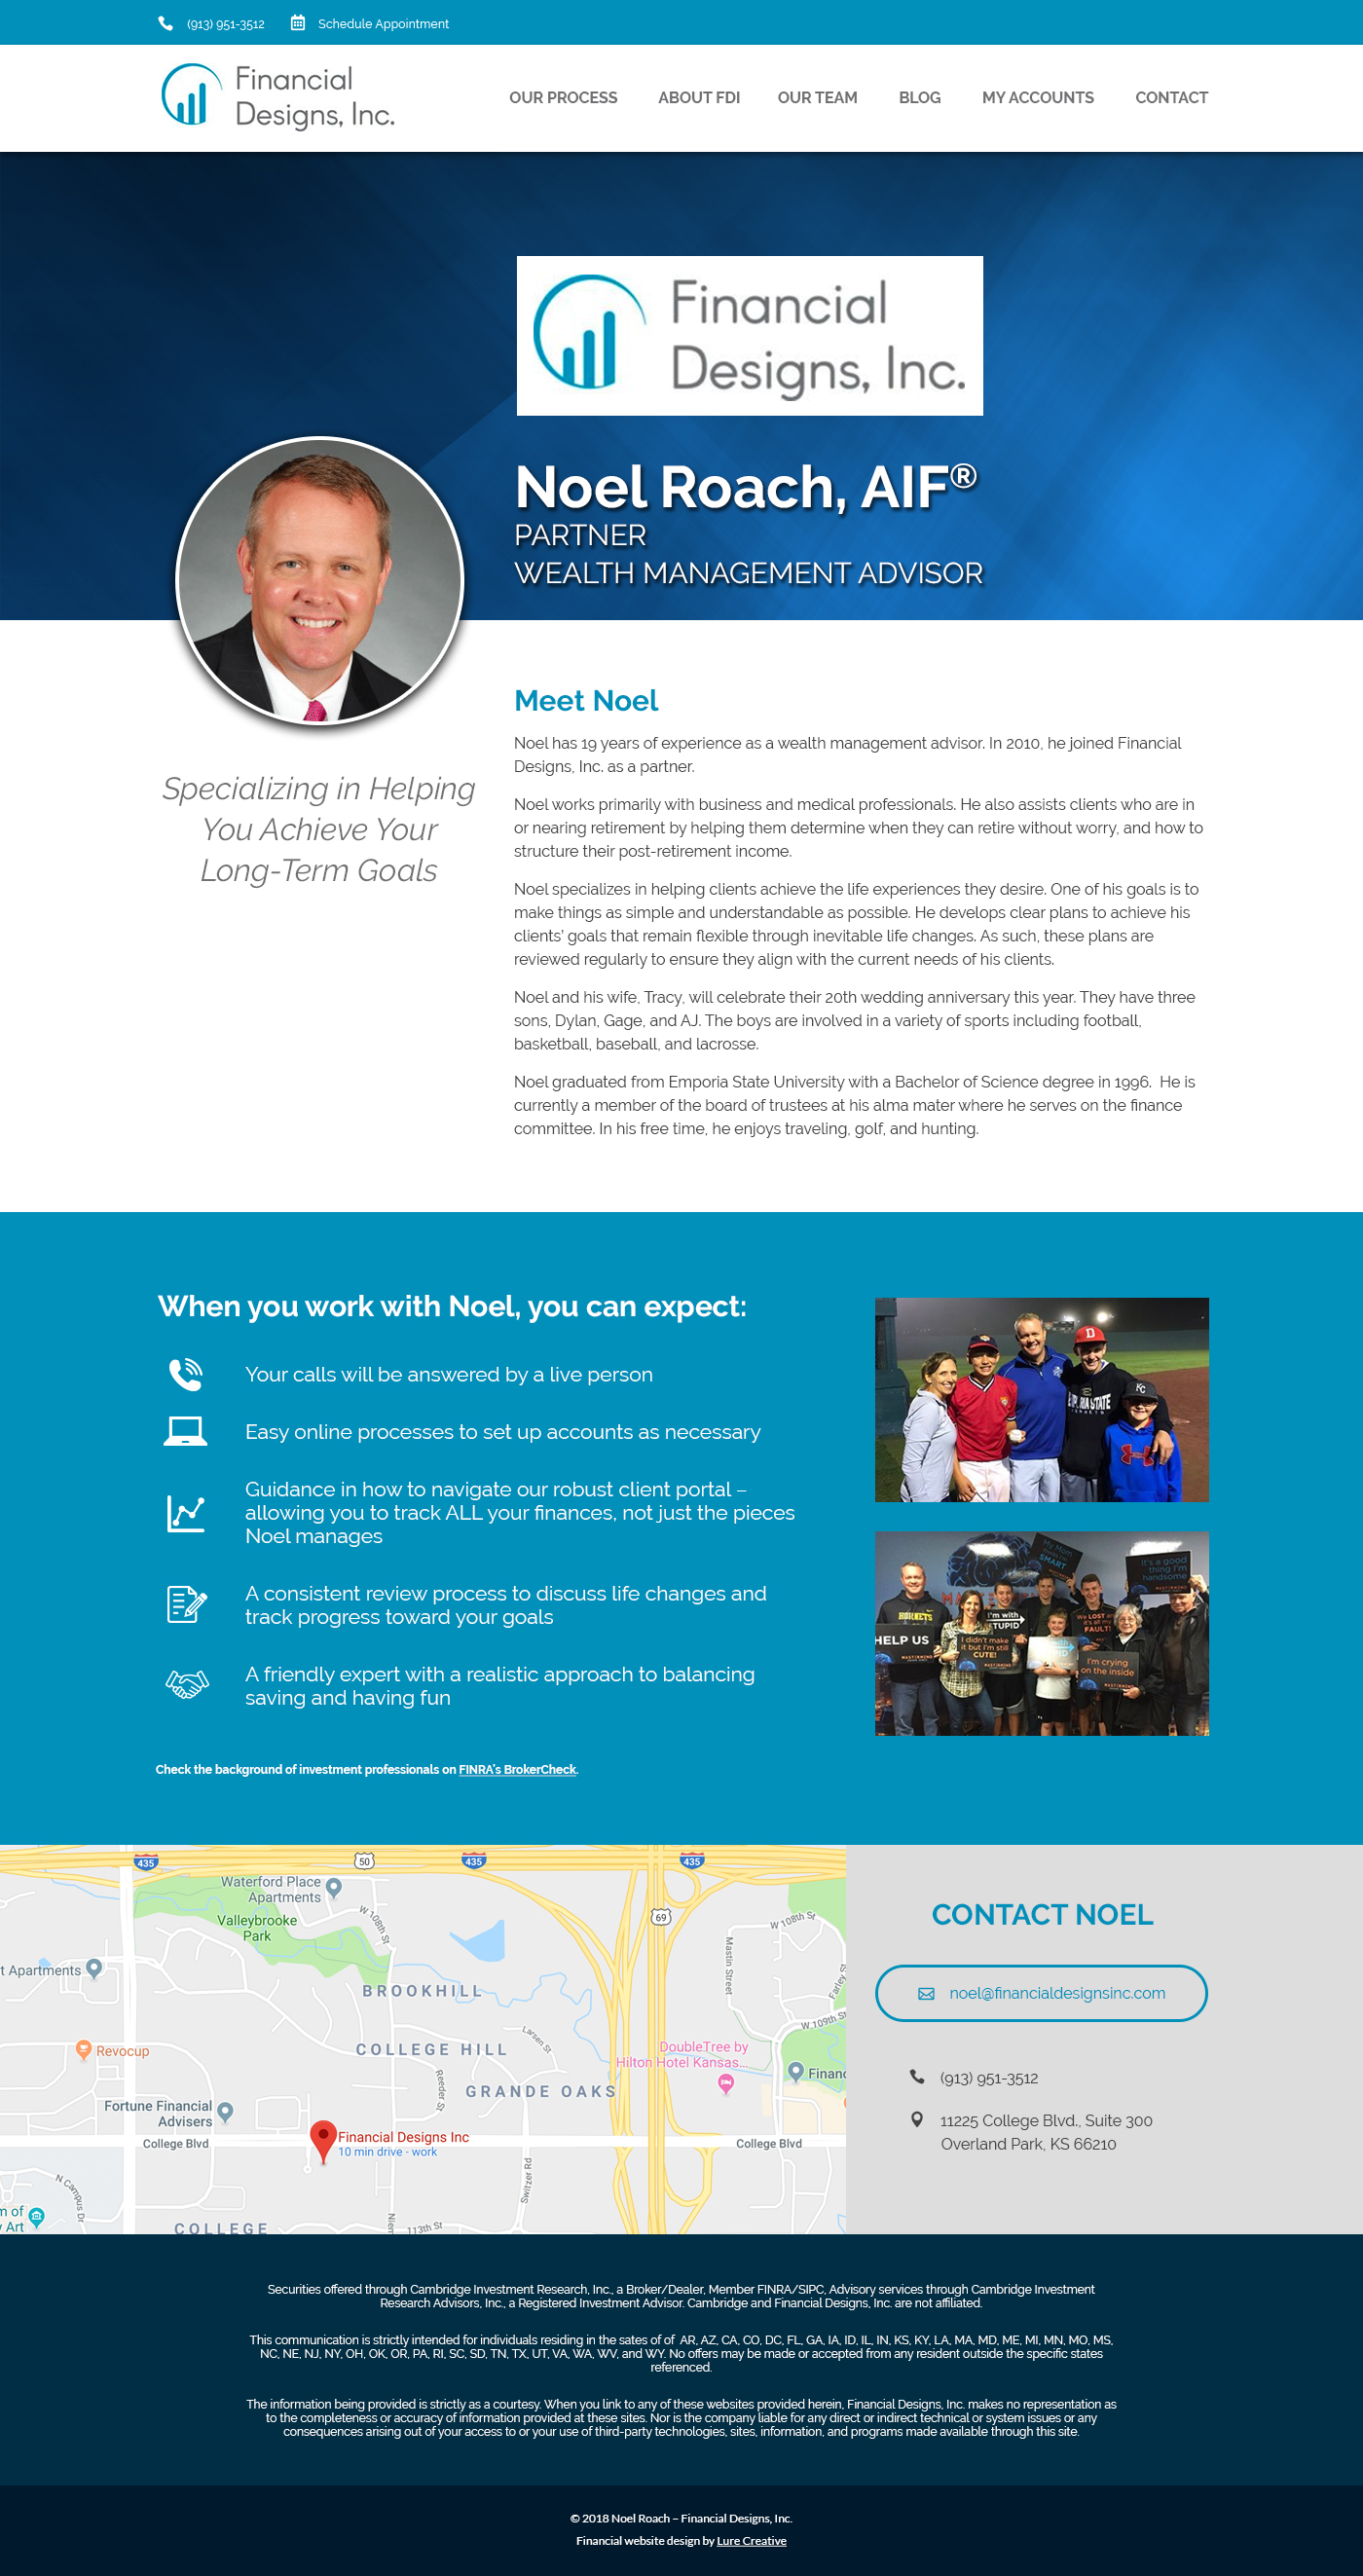 (913) 951-3512 Schedule Appointment
Financial
Designs, Inc.
OUR PROCESS ABOUT FDI OUR TEAM BLOG MY ACCOUNTS CONTACT
Financial
Designs, Inc.
Noel Roach, AIF®
PARTNER
WEALTH MANAGEMENT ADVISOR
Specializing in Helping
You Achieve Your
Long-Term Goals
Meet Noel
Noel has 19 years of experience as a wealth management advisor. In 2010, he joined Financial
Designs, Inc. as a partner.
Noel works primarily with business and medical professionals. He also assists clients who are in
or nearing retirement by helping them determine when they can retire without worry, and how to
structure their post-retirement income.
Noel specializes in helping clients achieve the life experiences they desire. One of his goals is to
make things as simple and understandable as possible. He develops clear plans to achieve his
clients’ goals that remain flexible through inevitable life changes. As such, these plans are
reviewed regularly to ensure they align with the current needs of his clients.
Noel and his wife, Tracy, will celebrate their 20th wedding anniversary this year. They have three
sons, Dylan, Gage, and AJ. The boys are involved in a variety of sports including football,
basketball, baseball, and lacrosse.
Noel graduated from Emporia State University with a Bachelor of Science degree in 1996.  He is
currently a member of the board of trustees at his alma mater where he serves on the finance
committee. In his free time, he enjoys traveling, golf, and hunting.
When you work with Noel, you can expect:
Your calls will be answered by a live person
Easy online processes to set up accounts as necessary
Guidance in how to navigate our robust client portal –
allowing you to track ALL your finances, not just the pieces
Noel manages
A consistent review process to discuss life changes and
track progress toward your goals
A friendly expert with a realistic approach to balancing
saving and having fun
Check the background of investment professionals on FINRA's BrokerCheck.
D
KC
STATE
My Mom
SMART
It's a good
thing I'm
handsome
HORNETS
I'm with
We LOST
it's all my
FAULT!
HELP US
I didn't make
it but I'm still
CUTE!
I'm crying
on the inside
435
50
435
435
Waterford Place
Apartments
Valleybrooke
Park
W 108th St
69
W 108th St
t Apartments
Mastin Street
Farley St
BROOKHILL
W 109th St
Larsen St
COLLEGE HILL
Revocup
DoubleTree by
Hilton Hotel Kansas...
Reeder St
GRANDE OAKS
Financ
Fortune Financial
Advisers
College Blvd
Financial Designs Inc
10 min drive - work
College Blvd
Switzer Rd
N Campus Dr
m of
Art
COLLEGE
113th St
CONTACT NOEL
noel@financialdesignsinc.com
(913) 951-3512
11225 College Blvd., Suite 300
Overland Park, KS 66210
Securities offered through Cambridge Investment Research, Inc., a Broker/Dealer, Member FINRA/SIPC, Advisory services through Cambridge Investment
Research Advisors, Inc., a Registered Investment Advisor. Cambridge and Financial Designs, Inc. are not affiliated.
This communication is strictly intended for individuals residing in the sates of of  AR, AZ, CA, CO, DC, FL, GA, IA, ID, IL, IN, KS, KY, LA, MA, MD, ME, MI, MN, MO, MS,
NC, NE, NJ, NY, OH, OK, OR, PA, RI, SC, SD, TN, TX, UT, VA, WA, WV, and WY. No offers may be made or accepted from any resident outside the specific states
referenced.
The information being provided is strictly as a courtesy. When you link to any of these websites provided herein, Financial Designs, Inc. makes no representation as
to the completeness or accuracy of information provided at these sites. Nor is the company liable for any direct or indirect technical or system issues or any
consequences arising out of your access to or your use of third-party technologies, sites, information, and programs made available through this site.
© 2018 Noel Roach – Financial Designs, Inc.
Financial website design by Lure Creative